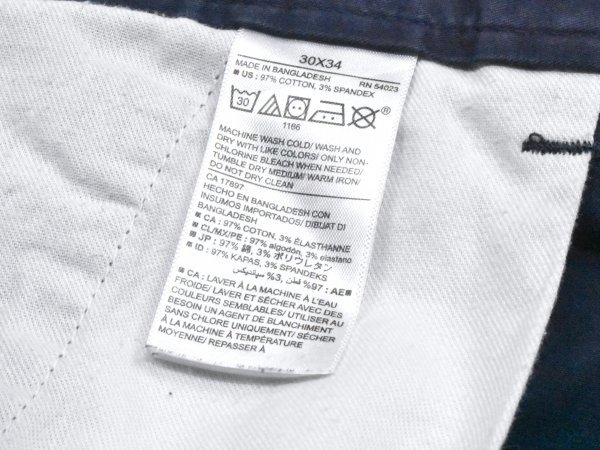 30X34
MADE IN BANGLADESH RN 54023
US : 97% COTTON, 3% SPANDEX
30
1166
MACHINE WASH COLD/ WASH AND
DRY WITH LIKE COLORS/ ONLY NON-
CHLORINE BLEACH WHEN NEEDED/
TUMBLE DRY MEDIUM/ WARM IRON/
DO NOT DRY CLEAN
CA 17897
HECHO EN BANGLADESH CON
INSUMOS IMPORTADOS/ DIBUAT DI
BANGLADESH
CA : 97% COTON, 3% ÉLASTHANNE
CL/MX/PE : 97% algodón, 3% elastano
JP : 97% 綿, 3% ポリウレタン
ID : 97% KAPAS, 3% SPANDEKS
AE : 97% قطن, 3% سباندیکس
CA : LAVER À LA MACHINE À L'EAU
FROIDE/ LAVER ET SÉCHER AVEC DES
COULEURS SEMBLABLES/ D'UTILISER AU
BESOIN UN AGENT DE BLANCHIMENT
SANS CHLORE UNIQUEMENT/ SÉCHER
À LA MACHINE À TEMPÉRATURE
MOYENNE/ REPASSER À